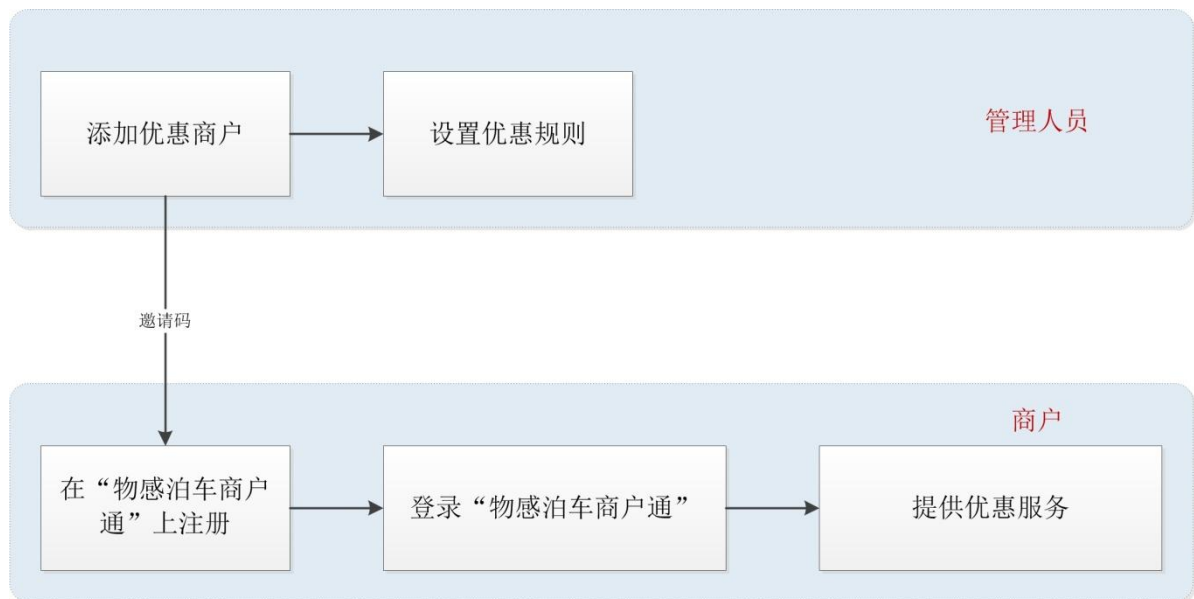 添加优惠商户
设置优惠规则
管理人员
邀请码
商户
在“物感泊车商户
通”上注册
登录“物感泊车商户通”
提供优惠服务